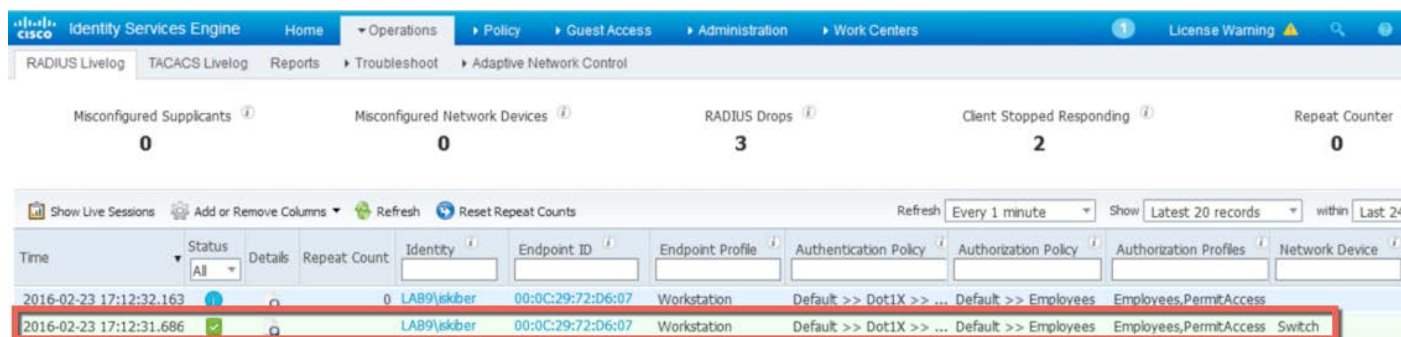 cisco Identity Services Engine Home Operations Policy Guest Access Administration Work Centers 1 License Warning
RADIUS Livelog TACACS Livelog Reports Troubleshoot Adaptive Network Control
Misconfigured Supplicants Misconfigured Network Devices RADIUS Drops Client Stopped Responding Repeat Counter
0 0 3 2 0
Show Live Sessions Add or Remove Columns Refresh Reset Repeat Counts Refresh Every 1 minute Show Latest 20 records within Last 24
Time Status Details Repeat Count Identity Endpoint ID Endpoint Profile Authentication Policy Authorization Policy Authorization Profiles Network Device
All
2016-02-23 17:12:32.163 0 LAB9\iskiber 00:0C:29:72:D6:07 Workstation Default >> Dot1X >> ... Default >> Employees Employees,PermitAccess
2016-02-23 17:12:31.686 LAB9\iskiber 00:0C:29:72:D6:07 Workstation Default >> Dot1X >> ... Default >> Employees Employees,PermitAccess Switch